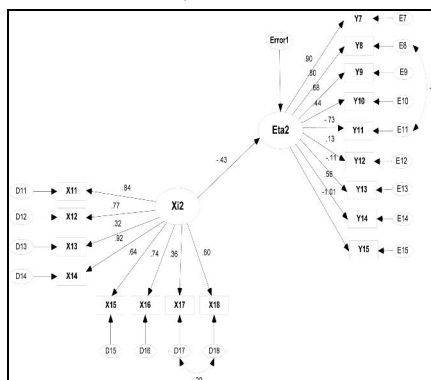 Y7
E7
Error1
Y8
E8
.90
.80
Y9
E9
.68
.44
Y10
E10
Eta2
-.73
Y11
E11
.13
-.43
-.11
Y12
E12
.56
Y13
E13
-1.01
Y14
E14
Y15
E15
D11
X11
.84
.77
Xi2
D12
X12
.32
D13
X13
.92
D14
X14
.64
.74
.36
.60
X15
X16
X17
X18
D15
D16
D17
D18